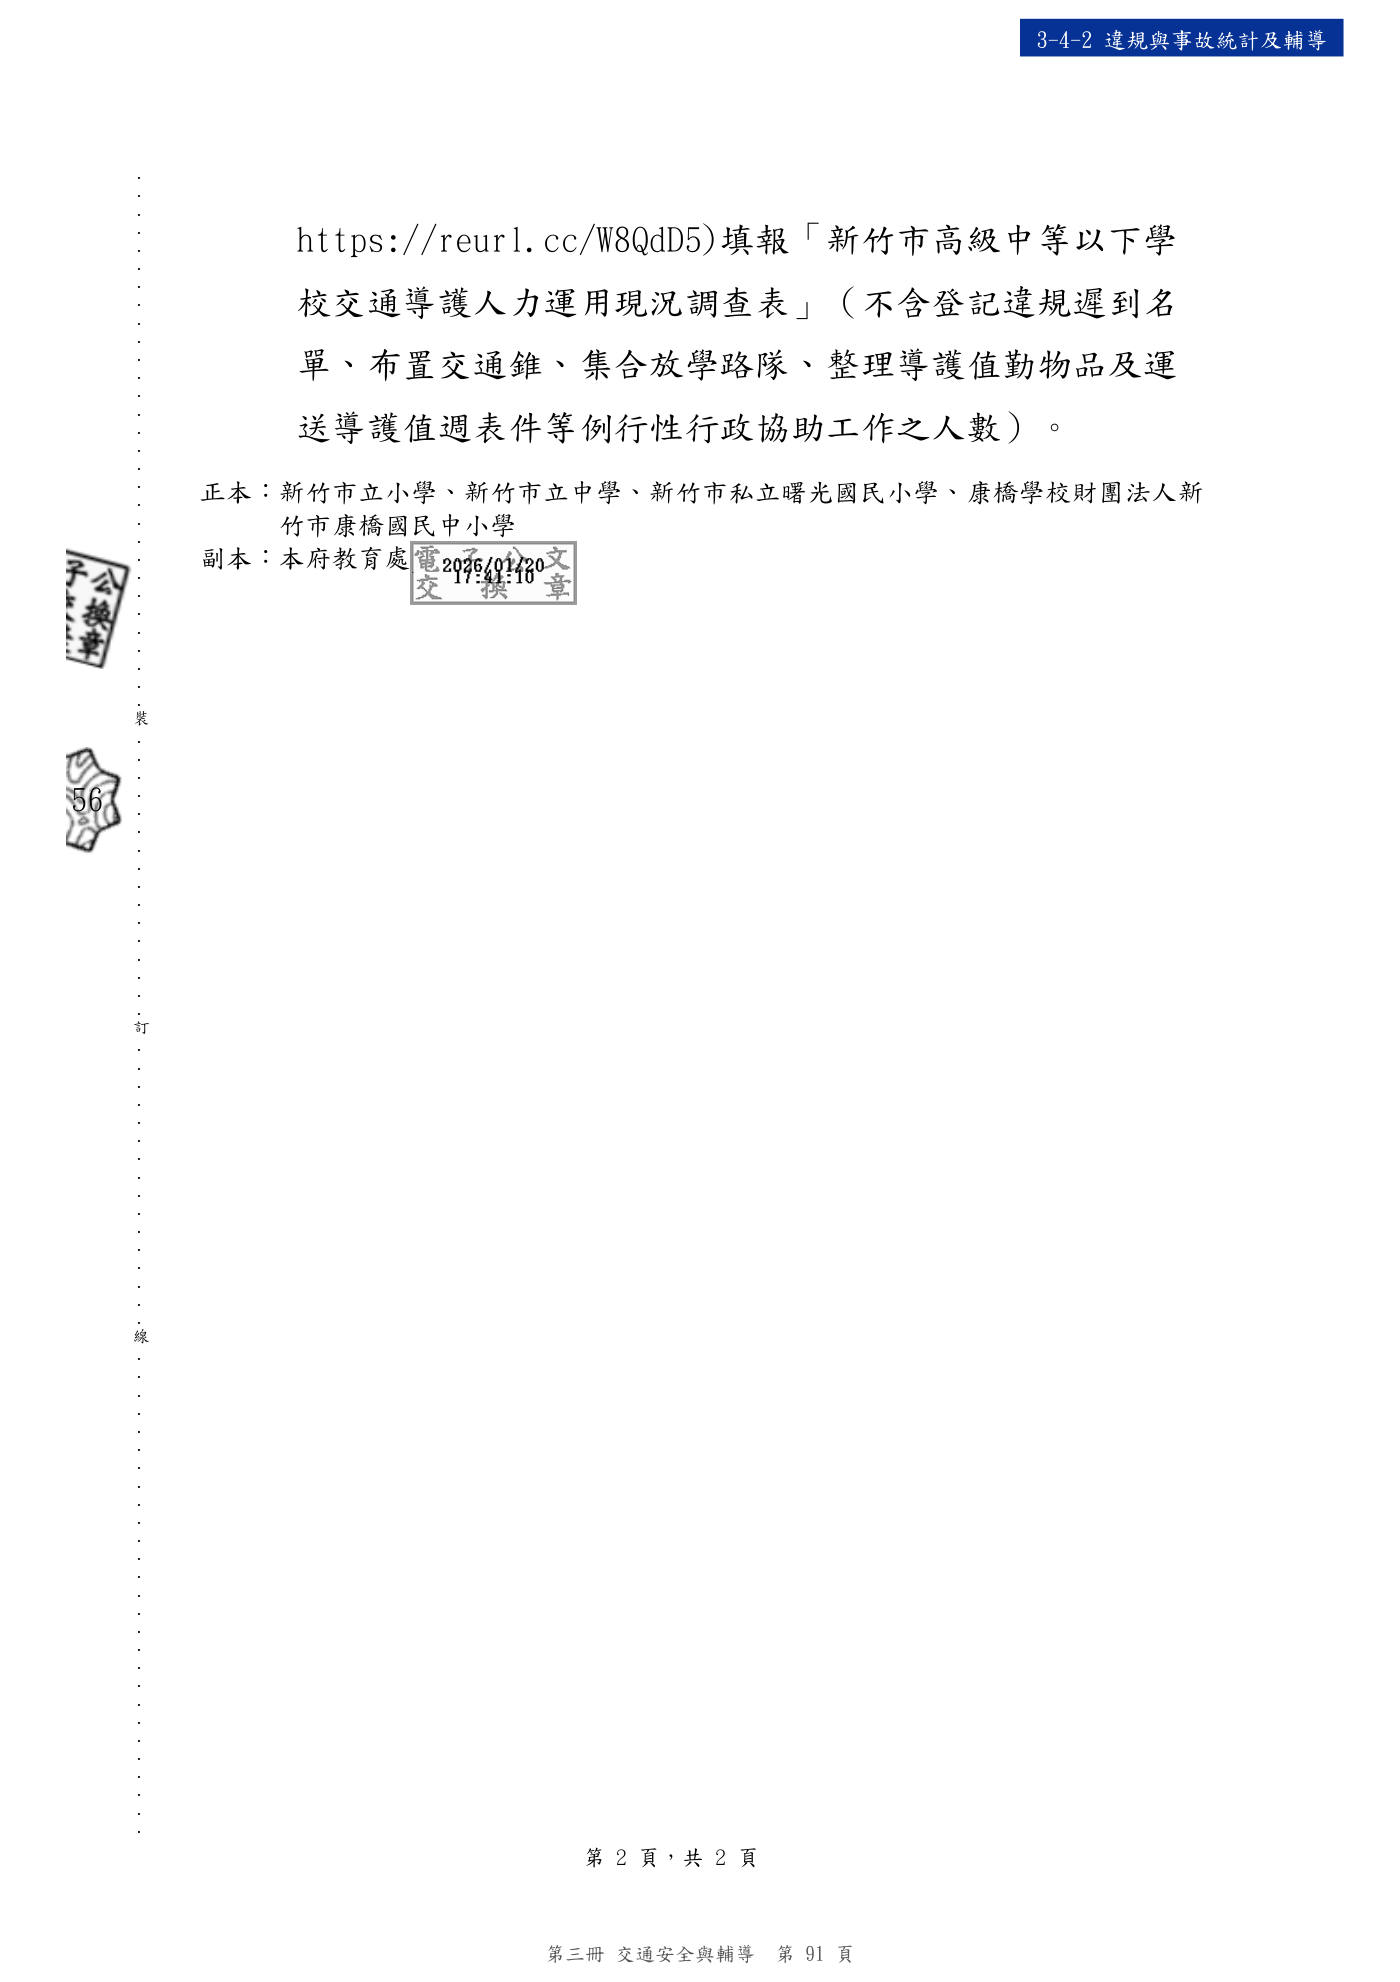 3-4-2 違規與事故統計及輔導
https://reurl.cc/W8QdD5)填報「新竹市高級中等以下學
校交通導護人力運用現況調查表」（不含登記違規遲到名
單、布置交通錐、集合放學路隊、整理導護值勤物品及運
送導護值週表件等例行性行政協助工作之人數）。
正本：新竹市立小學、新竹市立中學、新竹市私立曙光國民小學、康橋學校財團法人新
竹市康橋國民中小學
副本：本府教育處
電子公文
2026/01/20
17:41:10
交換章
子公
換
章
裝
56
訂
線
第 2 頁，共 2 頁
第三冊 交通安全與輔導 第 91 頁